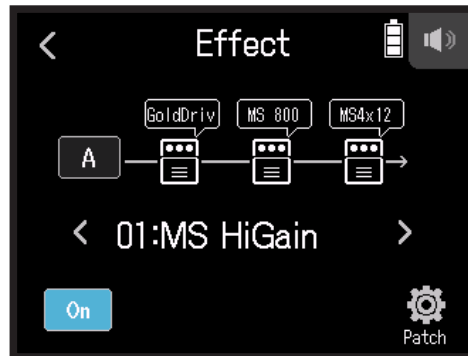 Effect
GoldDriv MS 800 MS4x12
A
01:MS HiGain
On
Patch